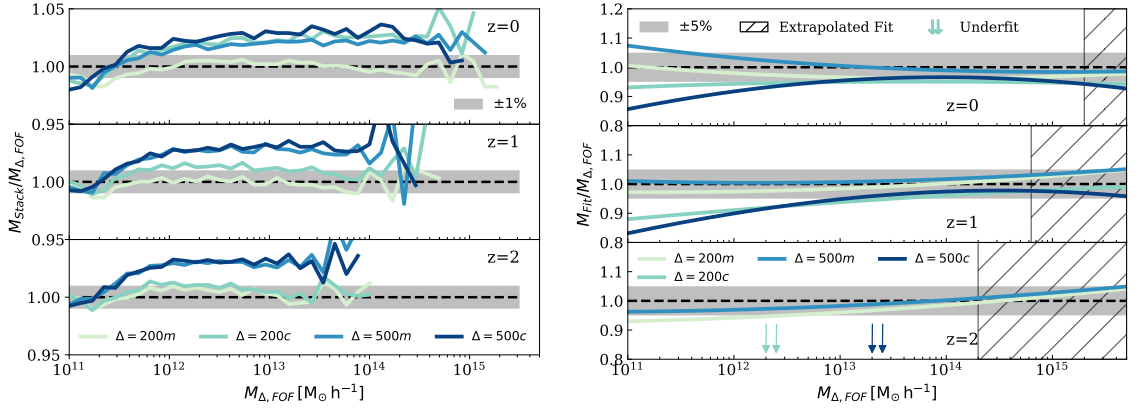 1.05
z=0
1.00
±1%
0.95
z=1
1.00
0.95
z=2
1.00
Δ = 200m Δ = 200c Δ = 500m Δ = 500c
0.95
10^11 10^12 10^13 10^14 10^15
M_Δ, FOF [M_⊙ h^−1]
M_Stack/M_Δ, FOF
1.2
±5% Extrapolated Fit Underfit
1.1
1.0
0.9
z=0
0.8
1.1
1.0
0.9
z=1
0.8
Δ = 200m Δ = 500m Δ = 500c
Δ = 200c
1.1
1.0
0.9
z=2
0.8
10^11 10^12 10^13 10^14 10^15
M_Δ, FOF [M_⊙ h^−1]
M_Fit/M_Δ, FOF